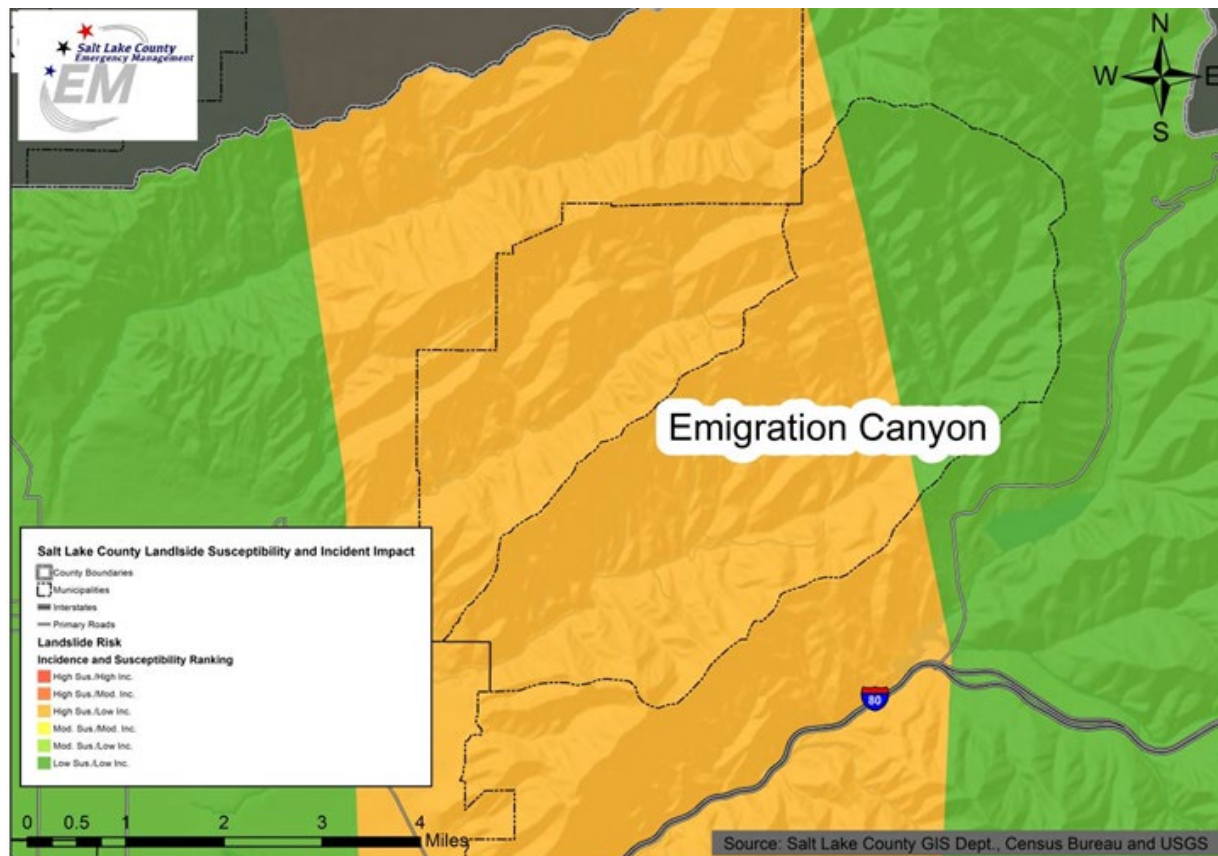 Salt Lake County
Emergency Management
EM
N
W E
S
Emigration Canyon
80
Salt Lake County Landlside Susceptibility and Incident Impact
County Boundaries
Municipalities
Interstates
Primary Roads
Landslide Risk
Incidence and Susceptibility Ranking
High Sus./High Inc.
High Sus./Mod. Inc.
High Sus./Low Inc.
Mod. Sus./Mod. Inc.
Mod. Sus./Low Inc.
Low Sus./Low Inc.
0 0.5 1 2 3 4
Miles
Source: Salt Lake County GIS Dept., Census Bureau and USGS